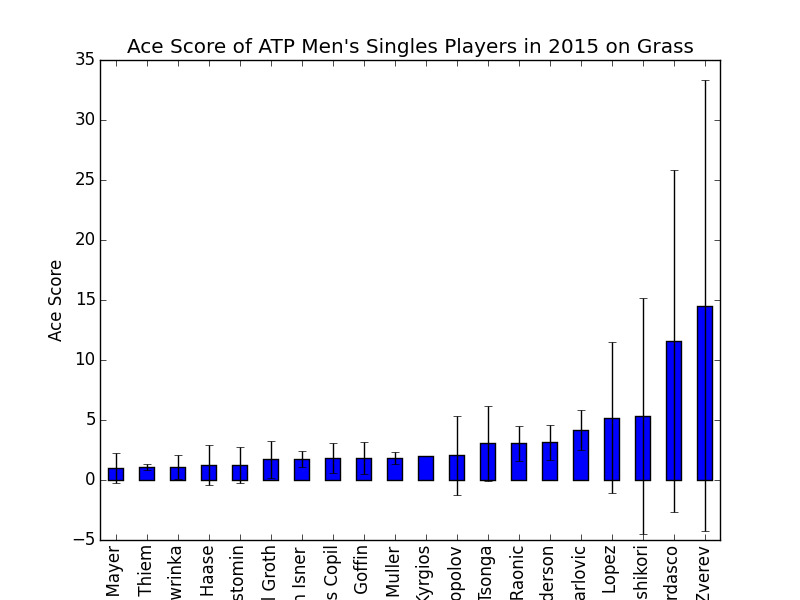 Ace Score of ATP Men's Singles Players in 2015 on Grass
35
30
25
20
15
10
5
0
−5
Ace Score
Mayer
Thiem
wrinka
Haase
stomin
l Groth
n Isner
s Copil
Goffin
Muller
Kyrgios
opolov
Tsonga
Raonic
derson
arlovic
Lopez
shikori
rdasco
Zverev